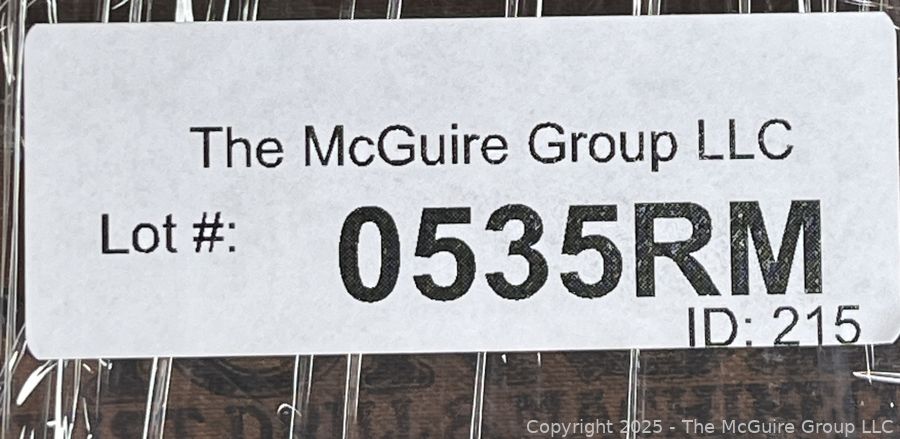 The McGuire Group LLC
Lot #: 0535RM
ID: 215
Copyright 2025 - The McGuire Group LLC